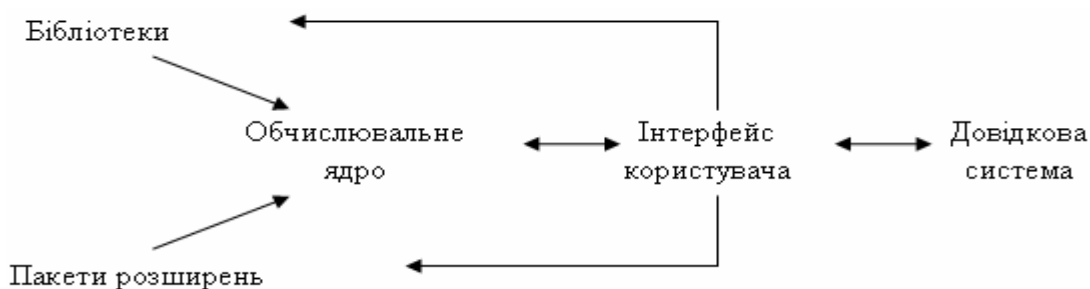 Бібліотеки
Обчислювальне
ядро
Інтерфейс
користувача
Довідкова
система
Пакети розширень